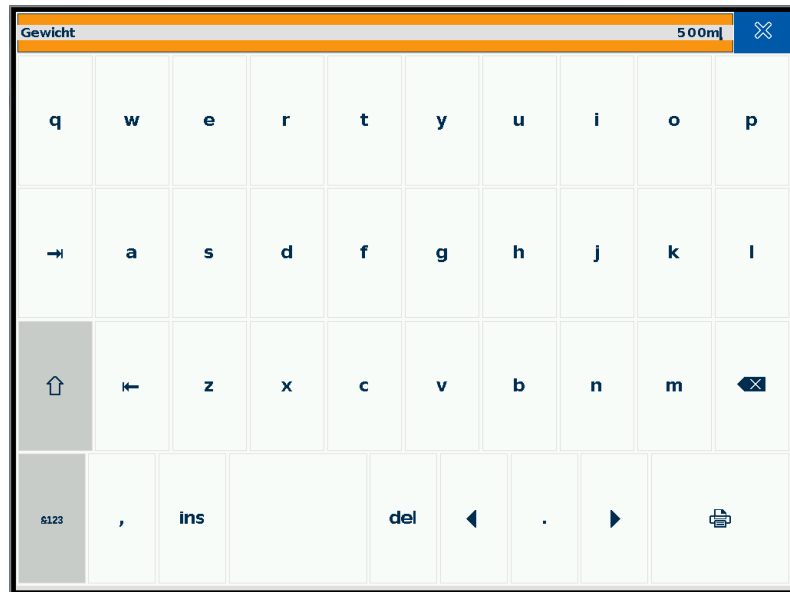 Gewicht 500ml
q w e r t y u i o p
a s d f g h j k l
z x c v b n m
&123 , ins del .